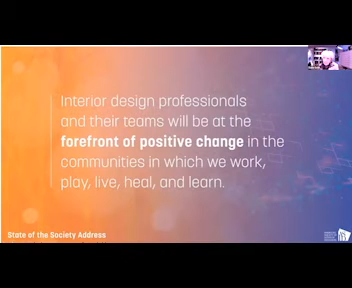 Interior design professionals
and their teams will be at the
forefront of positive change in the
communities in which we work,
play, live, heal, and learn.
State of the Society Address